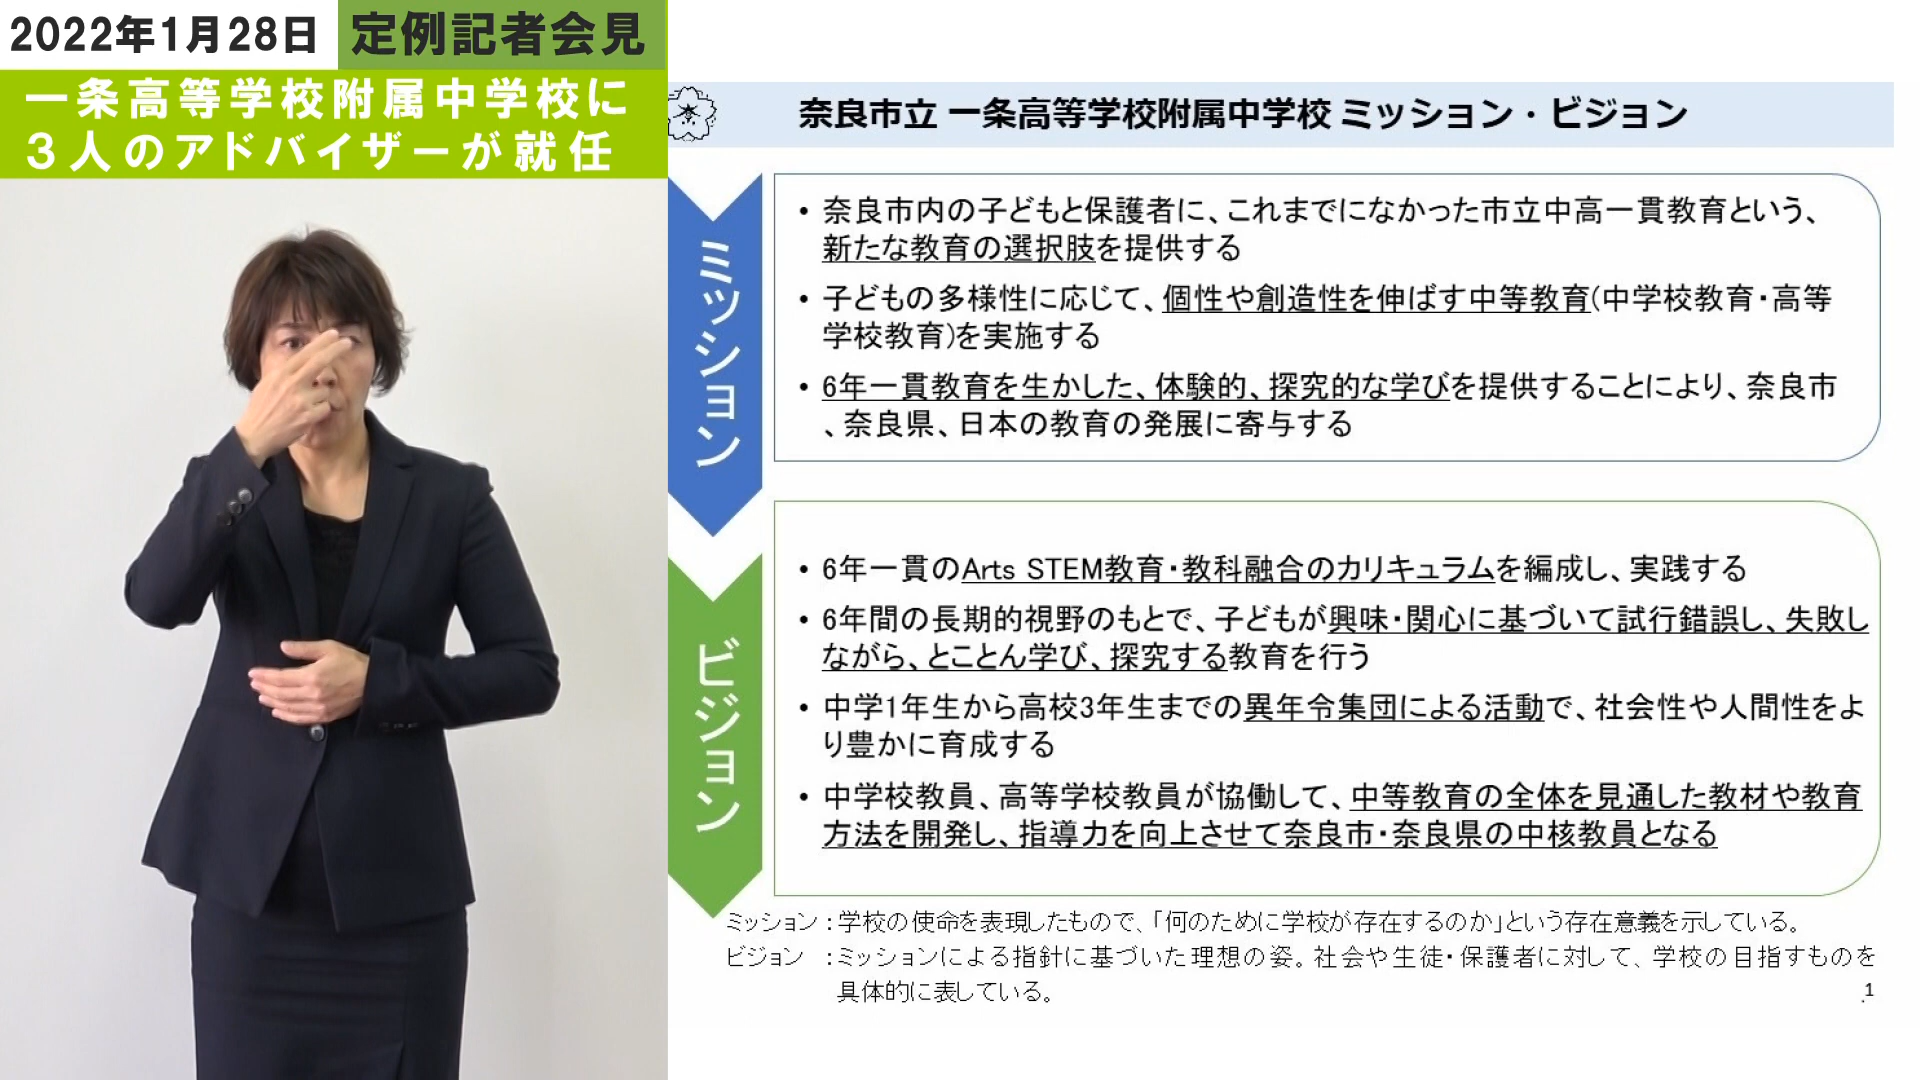 2022年1月28日
定例記者会見
一条高等学校附属中学校に
３人のアドバイザーが就任
奈良市立 一条高等学校附属中学校 ミッション・ビジョン
ミッション
• 奈良市内の子どもと保護者に、これまでになかった市立中高一貫教育という、
新たな教育の選択肢を提供する
• 子どもの多様性に応じて、個性や創造性を伸ばす中等教育(中学校教育・高等
学校教育)を実施する
• 6年一貫教育を生かした、体験的、探究的な学びを提供することにより、奈良市
、奈良県、日本の教育の発展に寄与する
ビジョン
• 6年一貫のArts STEM教育・教科融合のカリキュラムを編成し、実践する
• 6年間の長期的視野のもとで、子どもが興味・関心に基づいて試行錯誤し、失敗し
ながら、とことん学び、探究する教育を行う
• 中学1年生から高校3年生までの異年令集団による活動で、社会性や人間性をよ
り豊かに育成する
• 中学校教員、高等学校教員が協働して、中等教育の全体を見通した教材や教育
方法を開発し、指導力を向上させて奈良市・奈良県の中核教員となる
ミッション：学校の使命を表現したもので、「何のために学校が存在するのか」という存在意義を示している。
ビジョン　：ミッションによる指針に基づいた理想の姿。社会や生徒・保護者に対して、学校の目指すものを
具体的に表している。
1